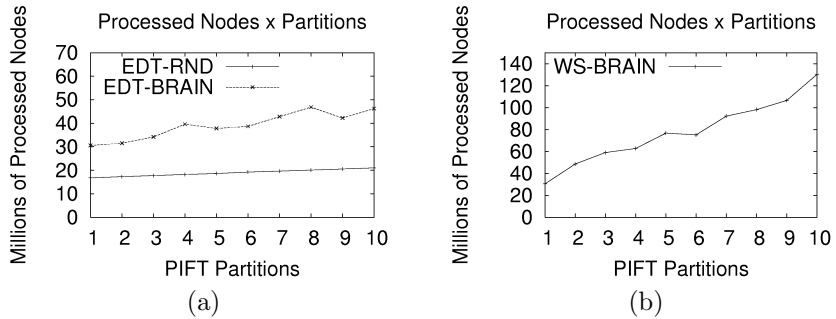 Processed Nodes x Partitions
Millions of Processed Nodes
70
60
50
40
30
20
10
0
EDT-RND
EDT-BRAIN
1 2 3 4 5 6 7 8 9 10
PIFT Partitions
(a)
Processed Nodes x Partitions
Millions of Processed Nodes
140
120
100
80
60
40
20
0
WS-BRAIN
1 2 3 4 5 6 7 8 9 10
PIFT Partitions
(b)